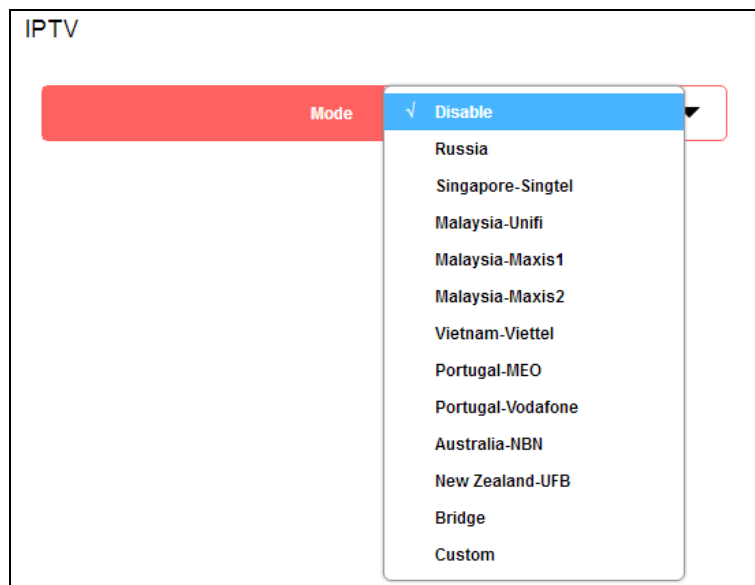 IPTV
Mode
√ Disable
Russia
Singapore-Singtel
Malaysia-Unifi
Malaysia-Maxis1
Malaysia-Maxis2
Vietnam-Viettel
Portugal-MEO
Portugal-Vodafone
Australia-NBN
New Zealand-UFB
Bridge
Custom